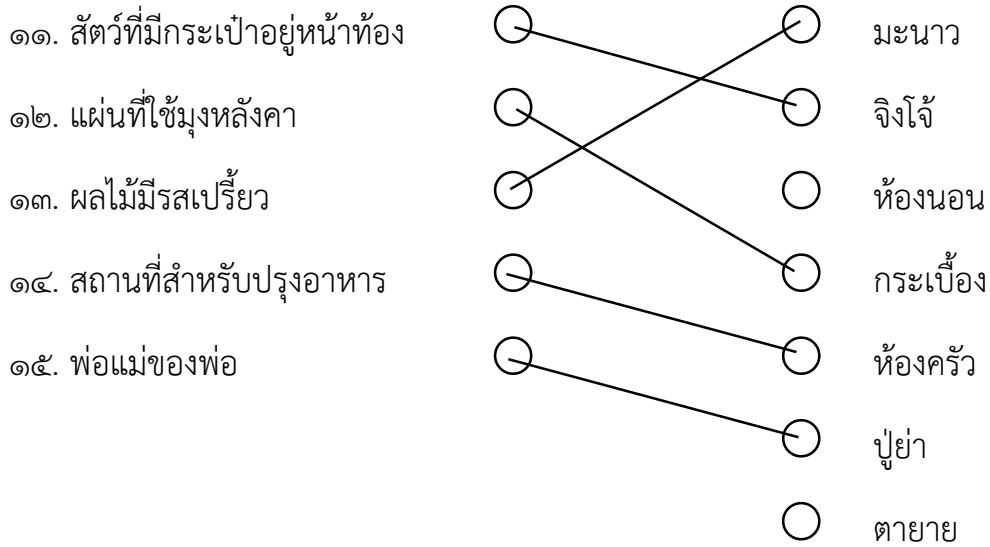 ๑๑. สัตว์ที่มีกระเป๋าอยู่หน้าท้อง มะนาว
๑๒. แผ่นที่ใช้มุงหลังคา จิงโจ้
๑๓. ผลไม้มีรสเปรี้ยว ห้องนอน
๑๔. สถานที่สำหรับปรุงอาหาร กระเบื้อง
๑๕. พ่อแม่ของพ่อ ห้องครัว
ปู่ย่า
ตายาย